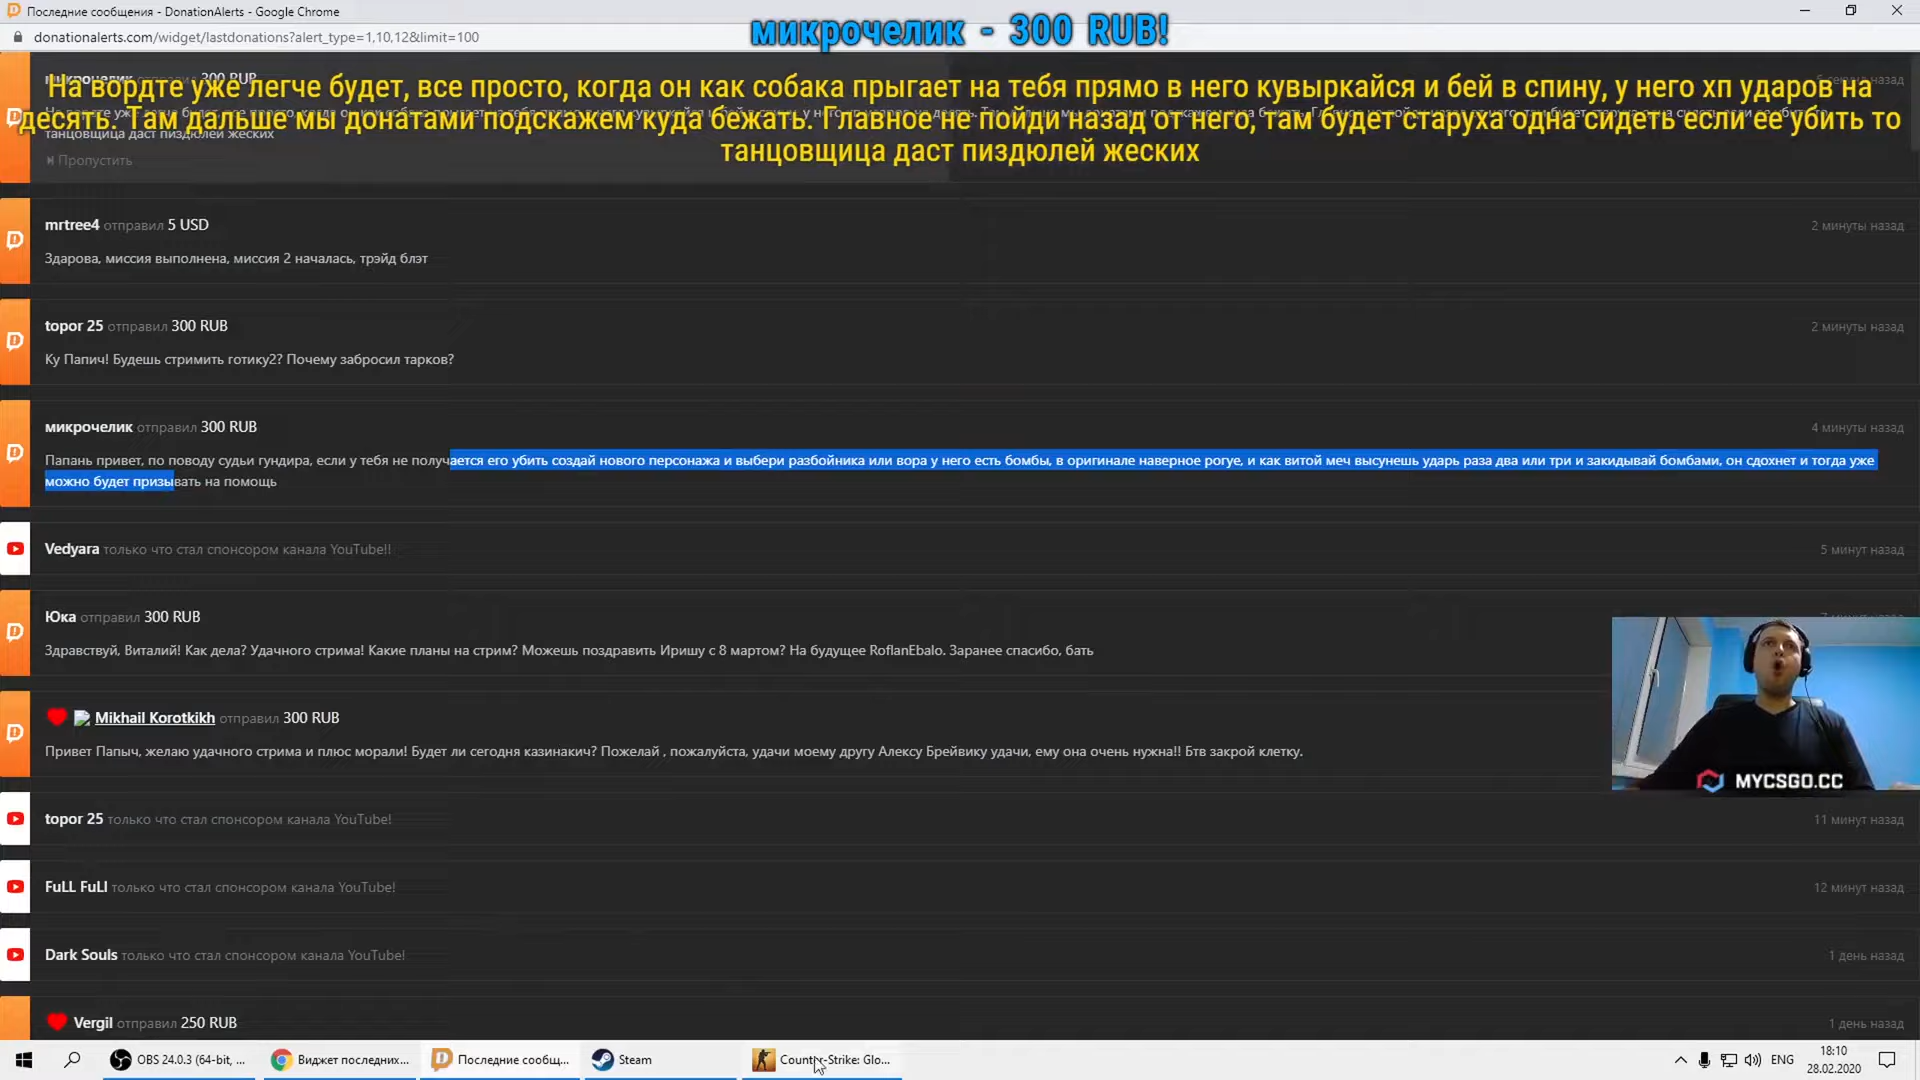 Последние сообщения - DonationAlerts - Google Chrome
donationalerts.com/widget/lastdonations?alert_type=1,10,12&limit=100
микрочелик - 300 RUB!
микрочелик отправил 300 RUB
На вордте уже легче будет, все просто, когда он как собака прыгает на тебя прямо в него кувыркайся и бей в спину, у него хп ударов на
десять. Там дальше мы донатами подскажем куда бежать. Главное не пойди назад от него, там будет старуха одна сидеть если ее убить то
танцовщица даст пиздюлей жеских
танцовщица даст пиздюлей жеских
Пропустить
mrtree4 отправил 5 USD
2 минуты назад
Здарова, миссия выполнена, миссия 2 началась, трэйд блэт
topor 25 отправил 300 RUB
2 минуты назад
Ку Папич! Будешь стримить готику2? Почему забросил тарков?
микрочелик отправил 300 RUB
4 минуты назад
Папань привет, по поводу судьи гундира, если у тебя не получается его убить создай нового персонажа и выбери разбойника или вора у него есть бомбы, в оригинале наверное рогуе, и как витой меч высунешь ударь раза два или три и закидывай бомбами, он сдохнет и тогда уже
можно будет призывать на помощь
Vedyara только что стал спонсором канала YouTube!!
5 минут назад
Юка отправил 300 RUB
Здравствуй, Виталий! Как дела? Удачного стрима! Какие планы на стрим? Можешь поздравить Иришу с 8 мартом? На будущее RoflanEbalo. Заранее спасибо, бать
Mikhail Korotkikh отправил 300 RUB
Привет Папыч, желаю удачного стрима и плюс морали! Будет ли сегодня казинакич? Пожелай , пожалуйста, удачи моему другу Алексу Брейвику удачи, ему она очень нужна!! Бтв закрой клетку.
MYCSGO.CC
topor 25 только что стал спонсором канала YouTube!
11 минут назад
FuLL FuLl только что стал спонсором канала YouTube!
12 минут назад
Dark Souls только что стал спонсором канала YouTube!
1 день назад
Vergil отправил 250 RUB
1 день назад
OBS 24.0.3 (64-bit, ...
Виджет последних...
Последние сообщ...
Steam
Counter-Strike: Glo...
ENG
18:10
28.02.2020